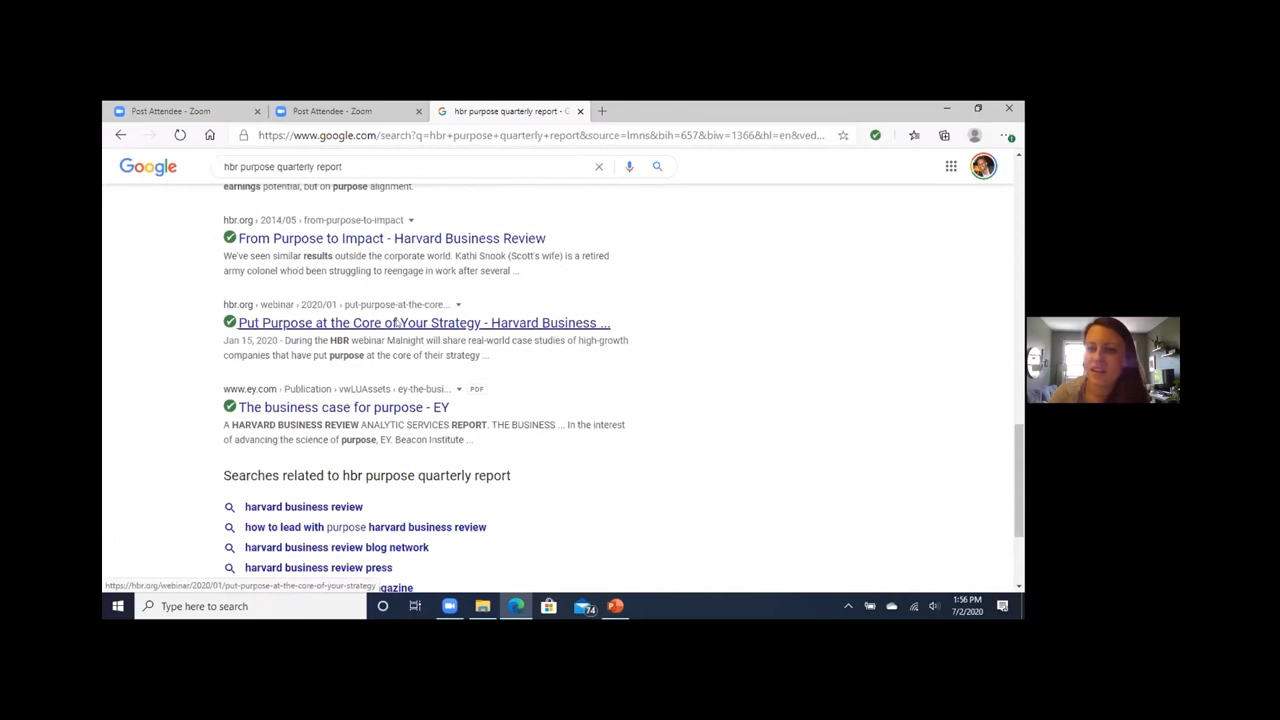 Post Attendee - Zoom
Post Attendee - Zoom
hbr purpose quarterly report - G
https://www.google.com/search?q=hbr+purpose+quarterly+report&source=lmns&bih=657&biw=1366&hl=en&ved...
Google
hbr purpose quarterly report
earnings potential, but on purpose alignment.
hbr.org › 2014/05 › from-purpose-to-impact
From Purpose to Impact - Harvard Business Review
We've seen similar results outside the corporate world. Kathi Snook (Scott's wife) is a retired
army colonel who'd been struggling to reengage in work after several ...
hbr.org › webinar › 2020/01 › put-purpose-at-the-core...
Put Purpose at the Core of Your Strategy - Harvard Business ...
Jan 15, 2020 - During the HBR webinar Malnight will share real-world case studies of high-growth
companies that have put purpose at the core of their strategy ...
www.ey.com › Publication › vwLUAssets › ey-the-busi... PDF
The business case for purpose - EY
A HARVARD BUSINESS REVIEW ANALYTIC SERVICES REPORT. THE BUSINESS ... In the interest
of advancing the science of purpose, EY. Beacon Institute ...
Searches related to hbr purpose quarterly report
harvard business review
how to lead with purpose harvard business review
harvard business review blog network
harvard business review press
https://hbr.org/webinar/2020/01/put-purpose-at-the-core-of-your-strategy
agazine
Type here to search
74
1:56 PM
7/2/2020